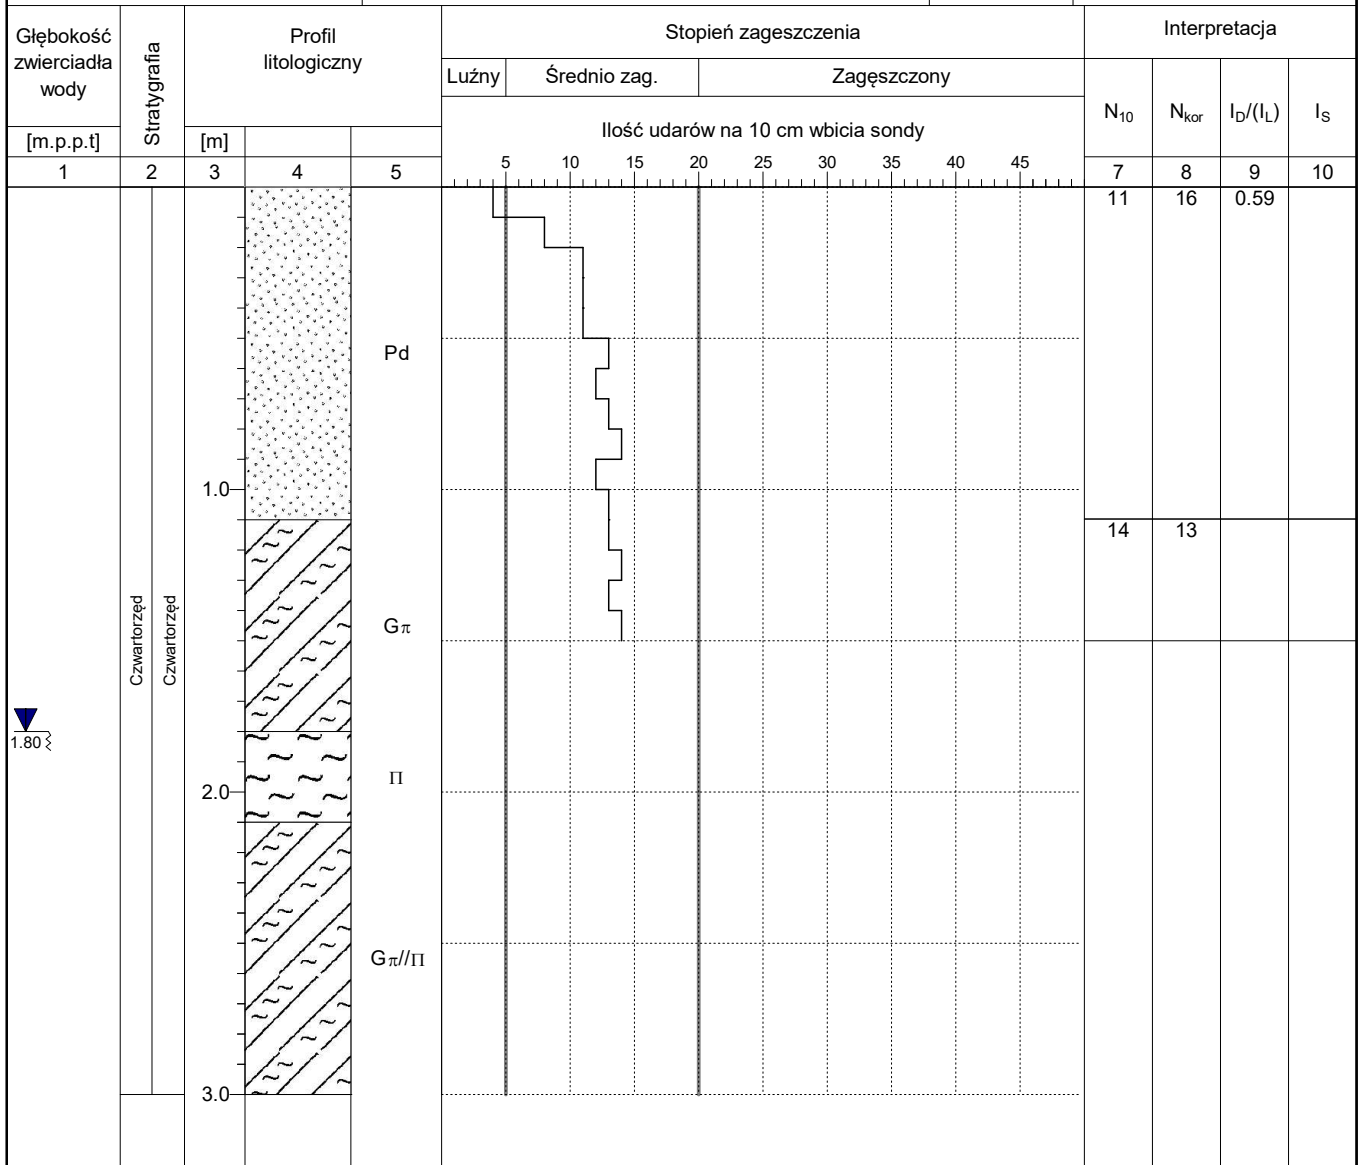 Głębokość
zwierciadła
wody
[m.p.p.t]
Stratygrafia
Profil
litologiczny
[m]
Stopień zagęszczenia
Luźny Średnio zag. Zagęszczony
Ilość udarów na 10 cm wbicia sondy
5 10 15 20 25 30 35 40 45
Interpretacja
N10 Nkor ID/(IL) IS
1 2 3 4 5 7 8 9 10
11 16 0.59
Pd
1.0
14 13
Czwartorzęd
Czwartorzęd
Gπ
1.80
Π
2.0
Gπ//Π
3.0